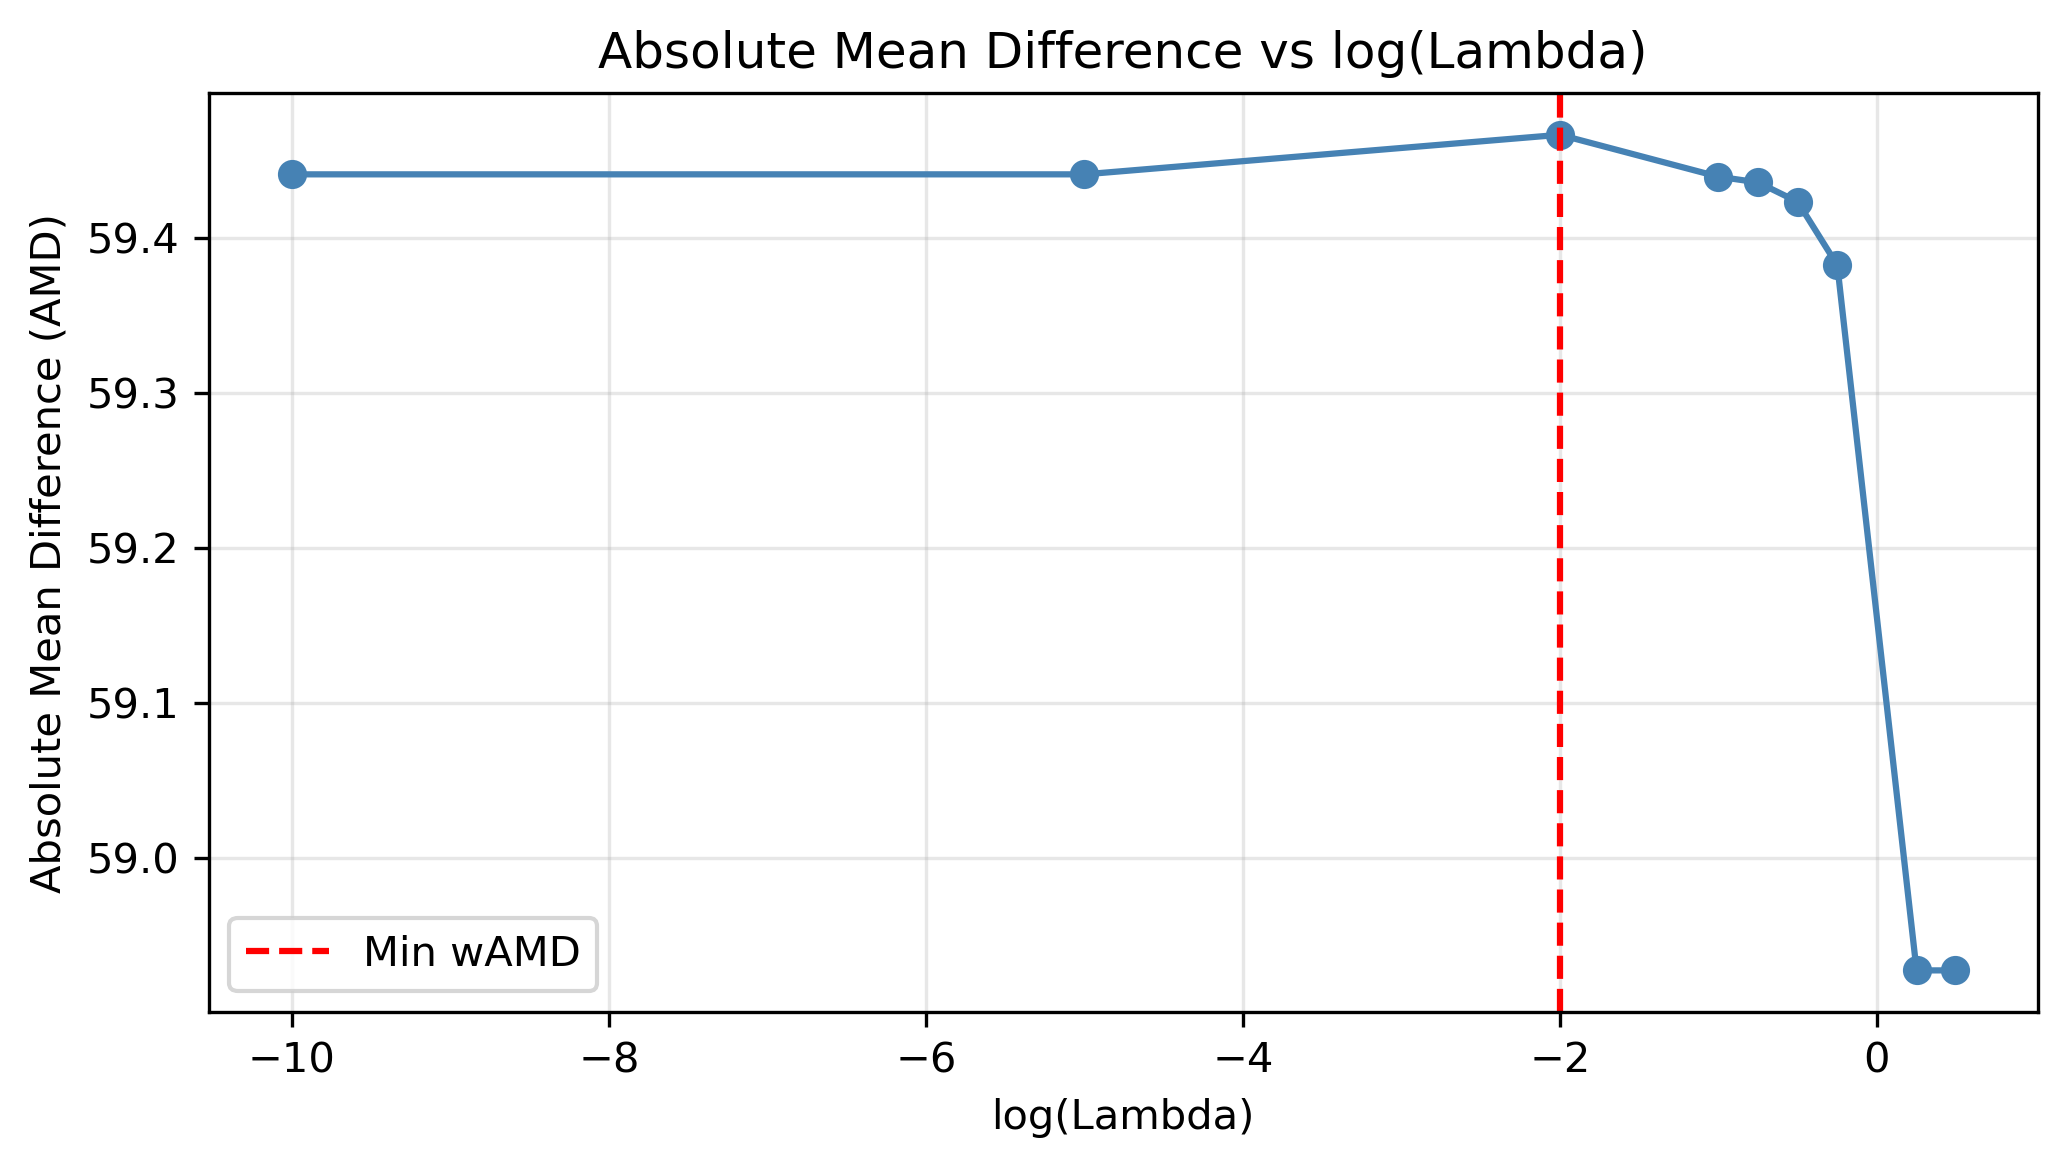 Absolute Mean Difference vs log(Lambda)
Absolute Mean Difference (AMD)
59.4
59.3
59.2
59.1
59.0
Min wAMD
−10 −8 −6 −4 −2 0
log(Lambda)